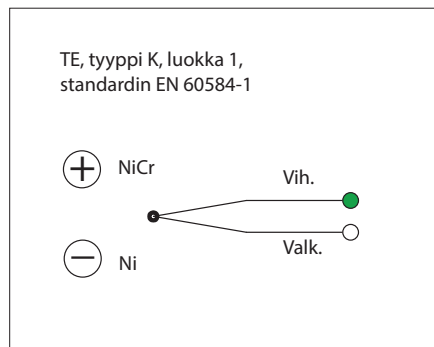 TE, tyyppi K, luokka 1,
standardin EN 60584-1
+ NiCr
Vih.
Valk.
− Ni